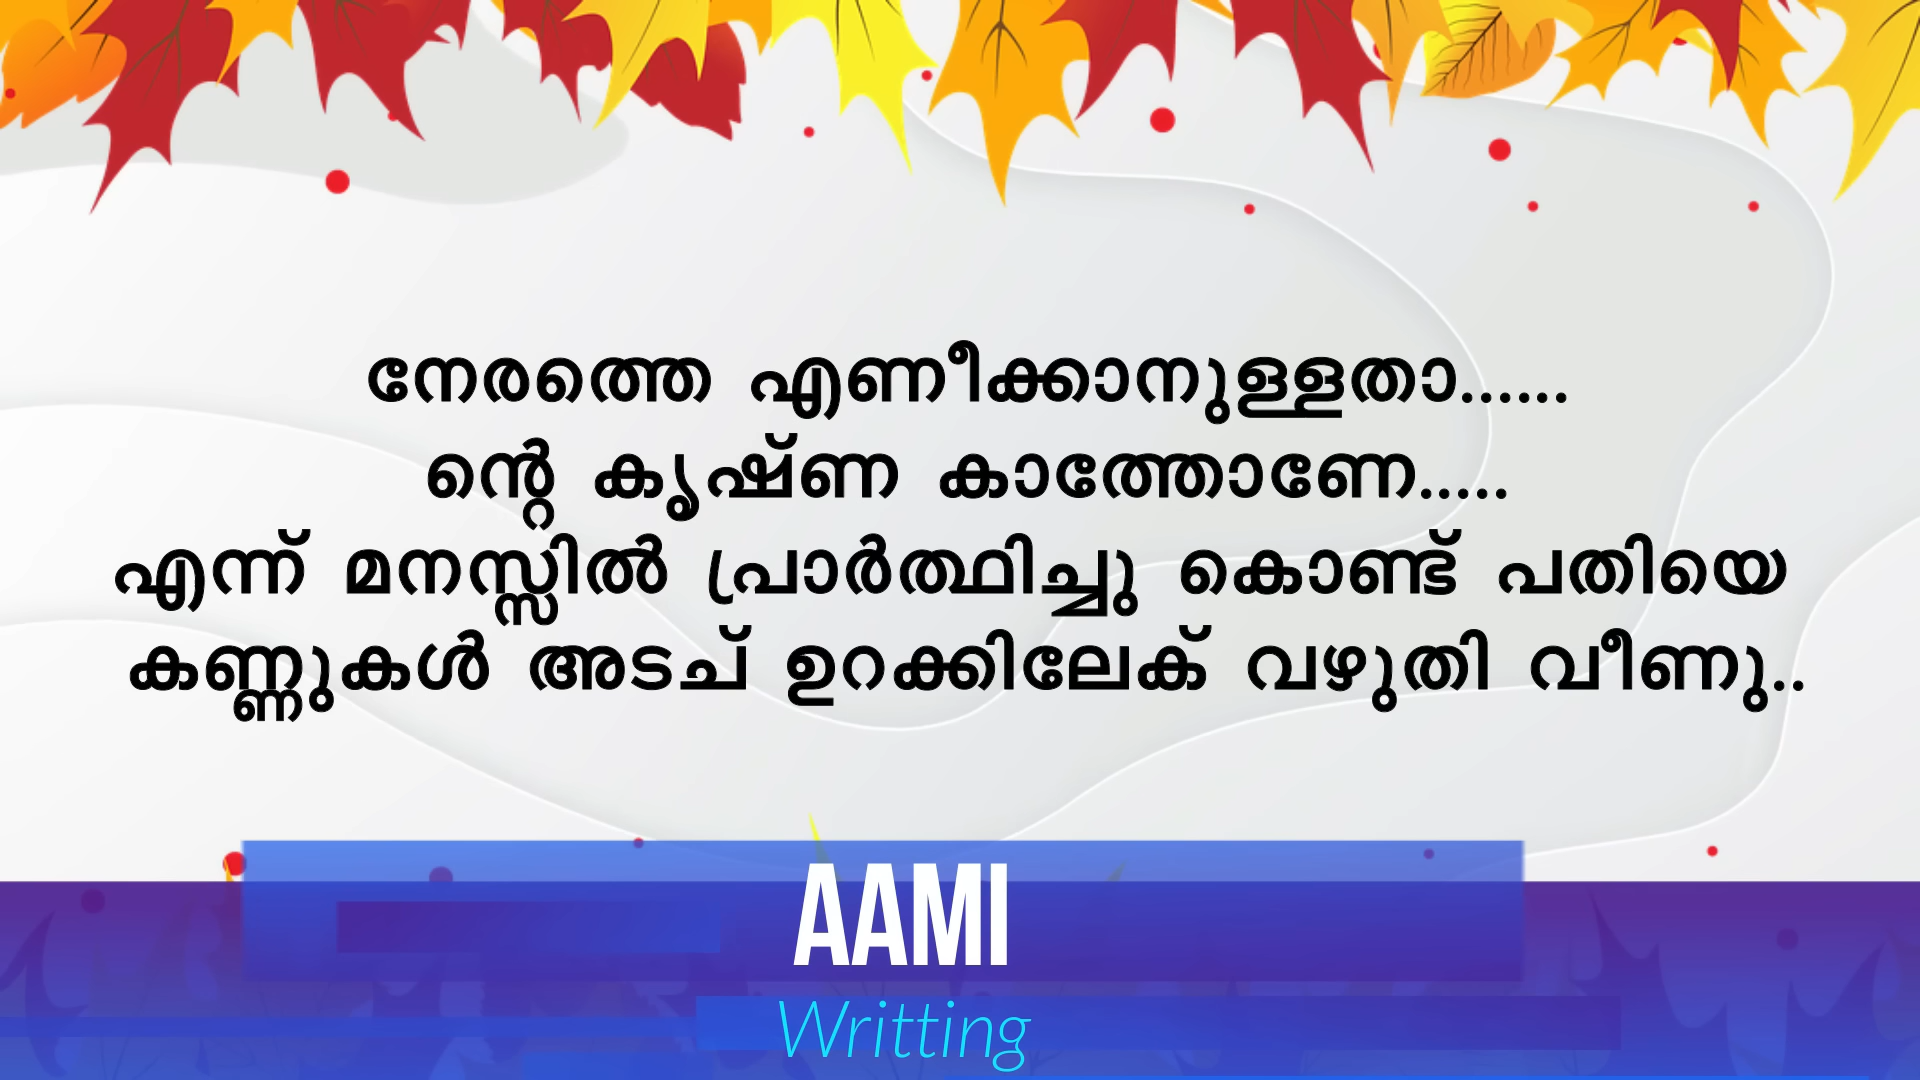 നേരത്തെ എണീക്കാനുള്ളതാ......
ന്റെ കൃഷ്ണ കാത്തോണേ.....
എന്ന് മനസ്സിൽ പ്രാർത്ഥിച്ചു കൊണ്ട് പതിയെ
കണ്ണുകൾ അടച് ഉറക്കിലേക് വഴുതി വീണു..
AAMI
Writting